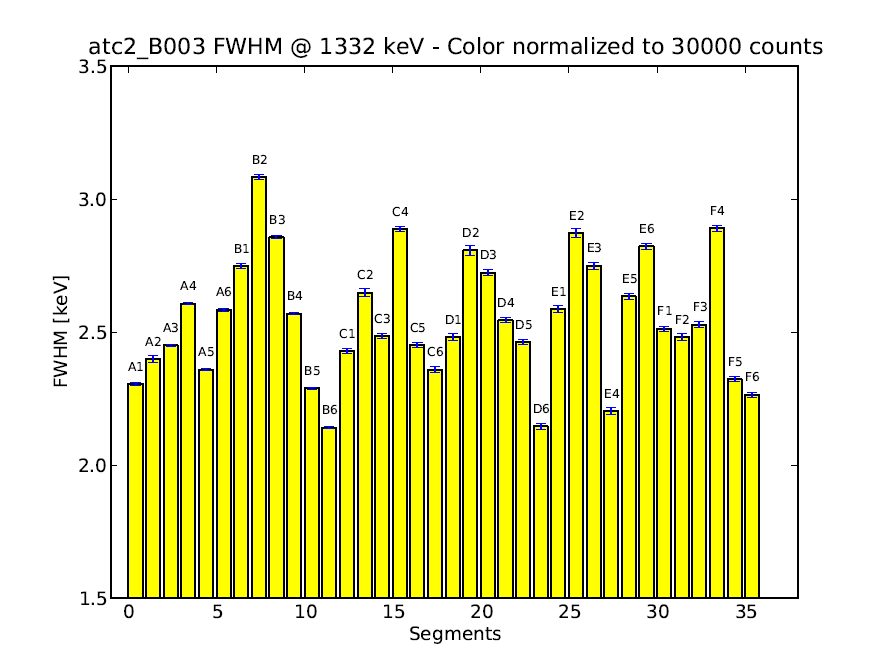 atc2_B003 FWHM @ 1332 keV - Color normalized to 30000 counts
3.5
3.0
2.5
2.0
1.5
FWHM [keV]
A1
A2
A3
A4
A5
A6
B1
B2
B3
B4
B5
B6
C1
C2
C3
C4
C5
C6
D1
D2
D3
D4
D5
D6
E1
E2
E3
E4
E5
E6
F1
F2
F3
F4
F5
F6
0 5 10 15 20 25 30 35
Segments